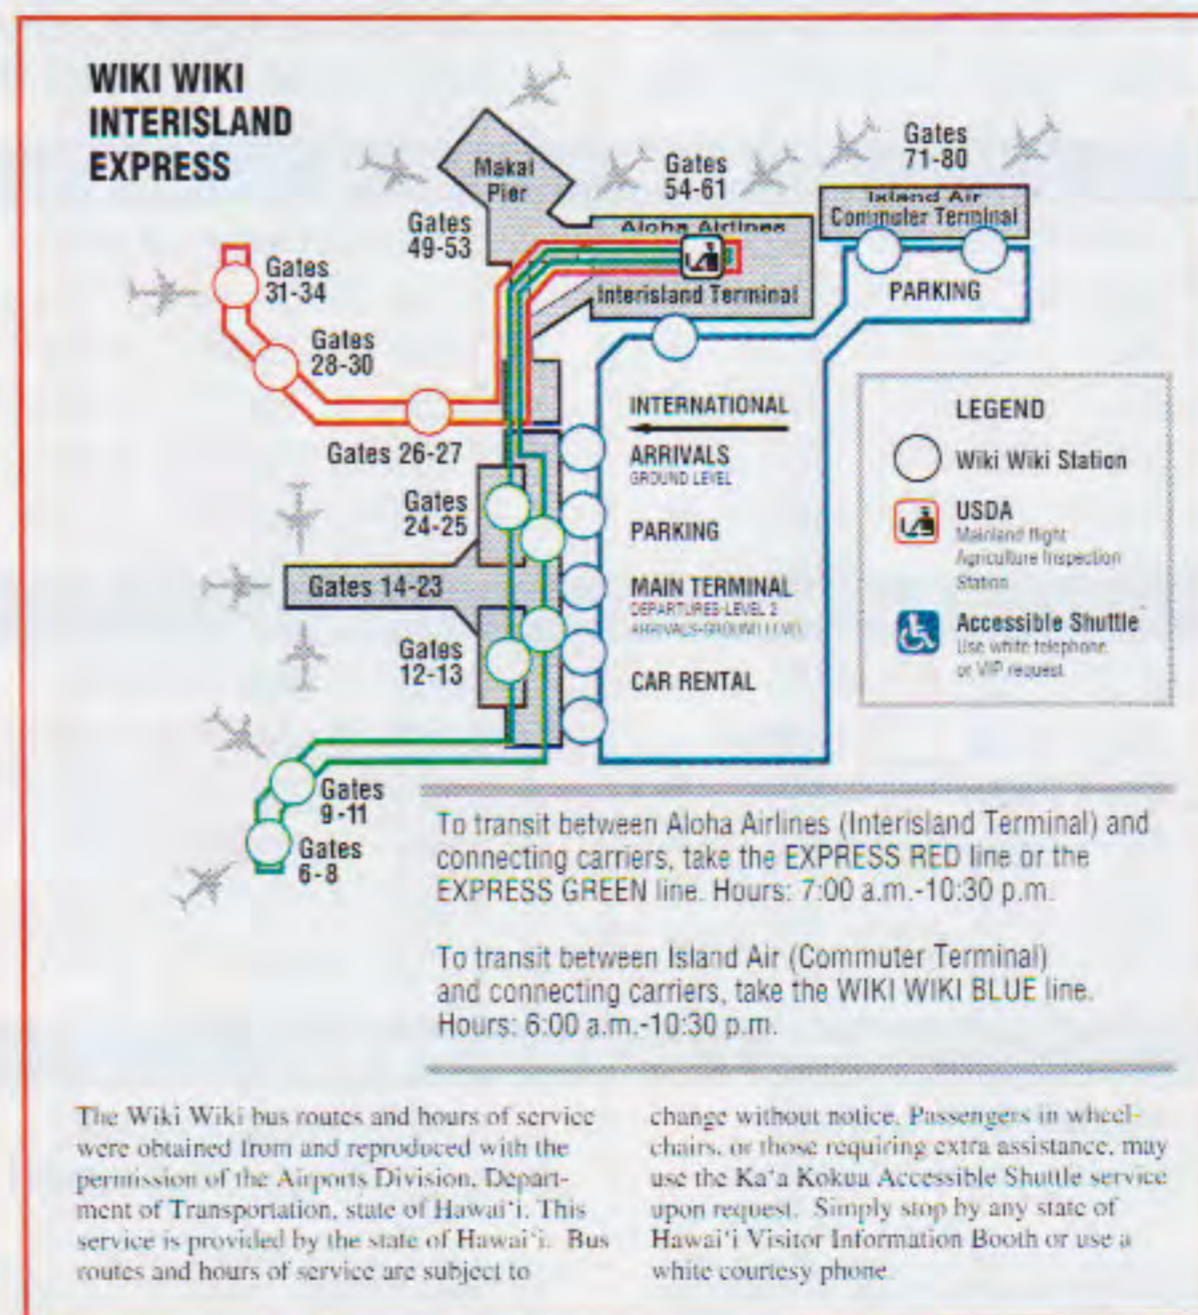 WIKI WIKI
INTERISLAND
EXPRESS
Makai
Pier
Gates
49-53
Gates
54-61
Gates
71-80
Aloha Airlines
Interisland Terminal
Island Air
Commuter Terminal
PARKING
Gates
31-34
Gates
28-30
Gates 26-27
Gates
24-25
Gates 14-23
Gates
12-13
Gates
9-11
Gates
6-8
INTERNATIONAL
ARRIVALS
GROUND LEVEL
PARKING
MAIN TERMINAL
DEPARTURES-LEVEL 2
ARRIVALS-GROUND LEVEL
CAR RENTAL
LEGEND
Wiki Wiki Station
USDA
Mainland flight
Agriculture Inspection
Station
Accessible Shuttle
Use white telephone
or VIP request
To transit between Aloha Airlines (Interisland Terminal) and
connecting carriers, take the EXPRESS RED line or the
EXPRESS GREEN line. Hours: 7:00 a.m.-10:30 p.m.
To transit between Island Air (Commuter Terminal)
and connecting carriers, take the WIKI WIKI BLUE line.
Hours: 6:00 a.m.-10:30 p.m.
The Wiki Wiki bus routes and hours of service
were obtained from and reproduced with the
permission of the Airports Division, Depart-
ment of Transportation, state of Hawai‘i. This
service is provided by the state of Hawai‘i. Bus
routes and hours of service are subject to
change without notice. Passengers in wheel-
chairs, or those requiring extra assistance, may
use the Ka‘a Kokua Accessible Shuttle service
upon request. Simply stop by any state of
Hawai‘i Visitor Information Booth or use a
white courtesy phone.